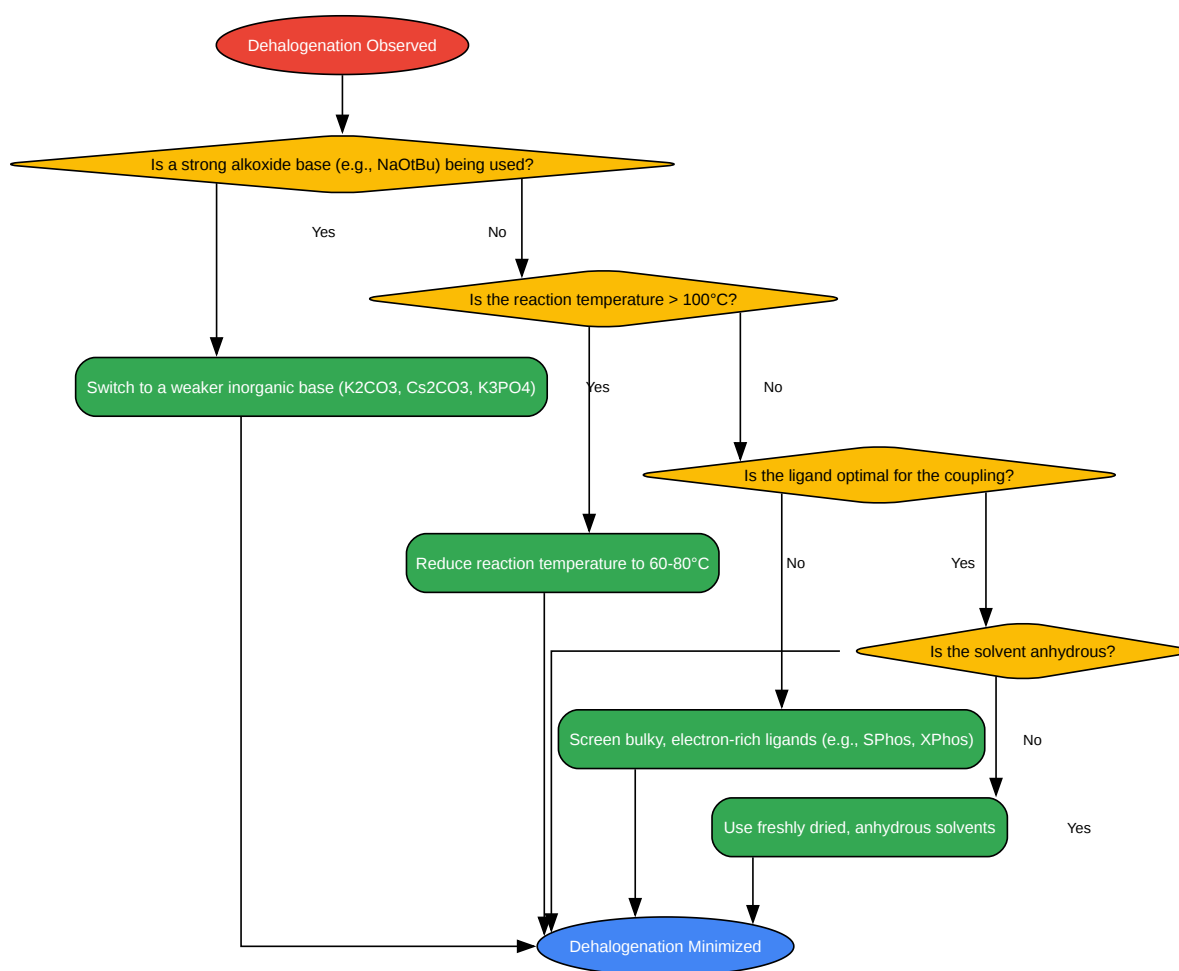 Dehalogenation Observed
Is a strong alkoxide base (e.g., NaOtBu) being used?
Yes
No
Is the reaction temperature > 100°C?
Switch to a weaker inorganic base (K2CO3, Cs2CO3, K3PO4)
Yes
No
Is the ligand optimal for the coupling?
Reduce reaction temperature to 60-80°C
No
Yes
Is the solvent anhydrous?
Screen bulky, electron-rich ligands (e.g., SPhos, XPhos)
No
Use freshly dried, anhydrous solvents
Yes
Dehalogenation Minimized